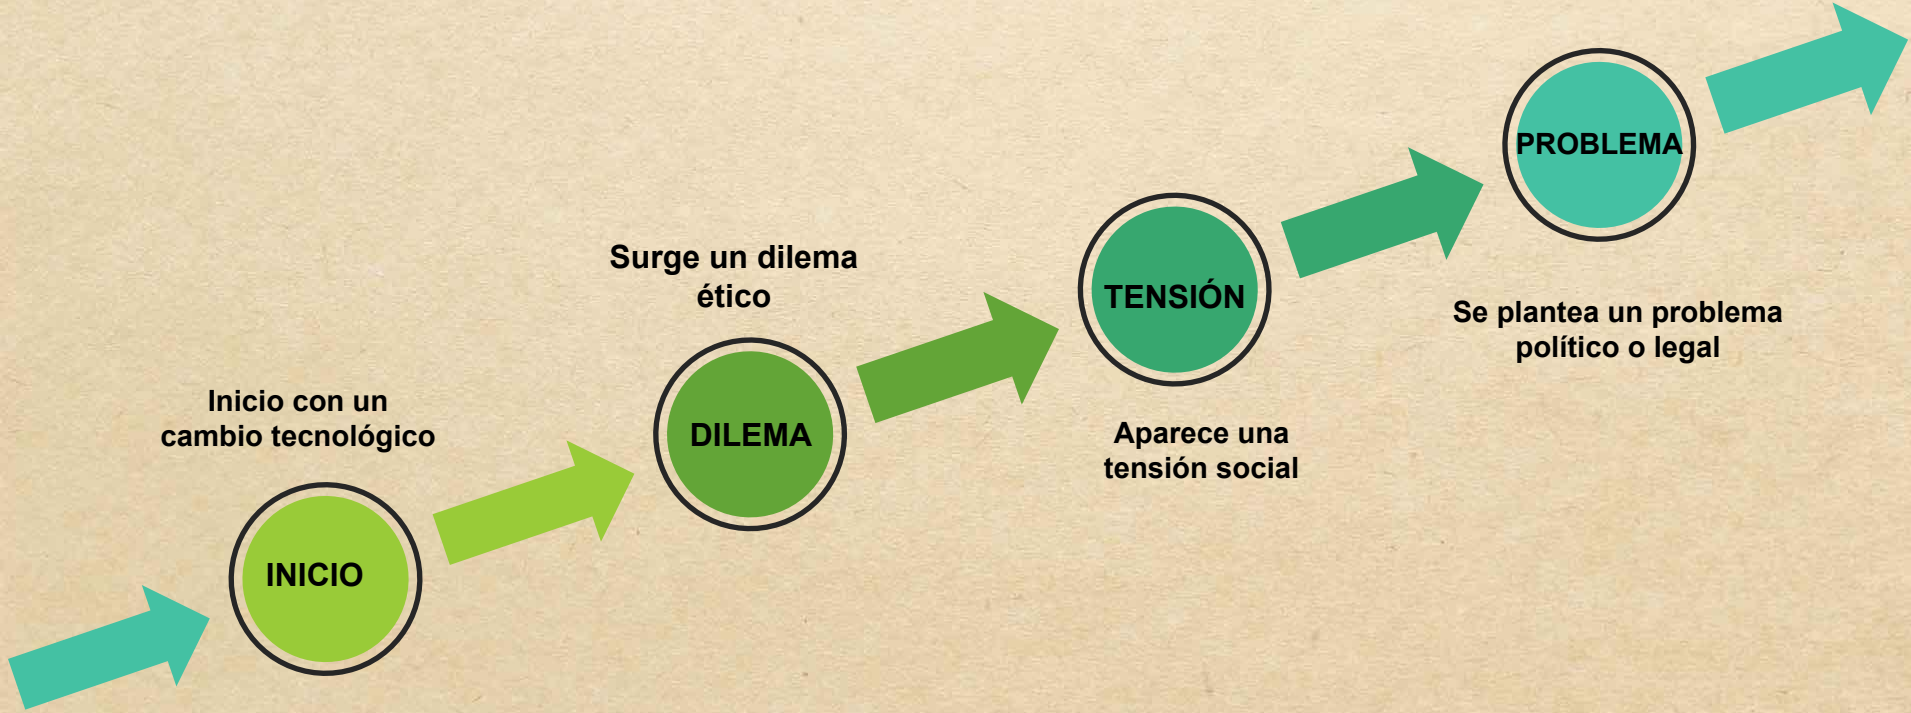 Inicio con un
cambio tecnológico
INICIO
Surge un dilema
ético
DILEMA
TENSIÓN
Aparece una
tensión social
PROBLEMA
Se plantea un problema
político o legal